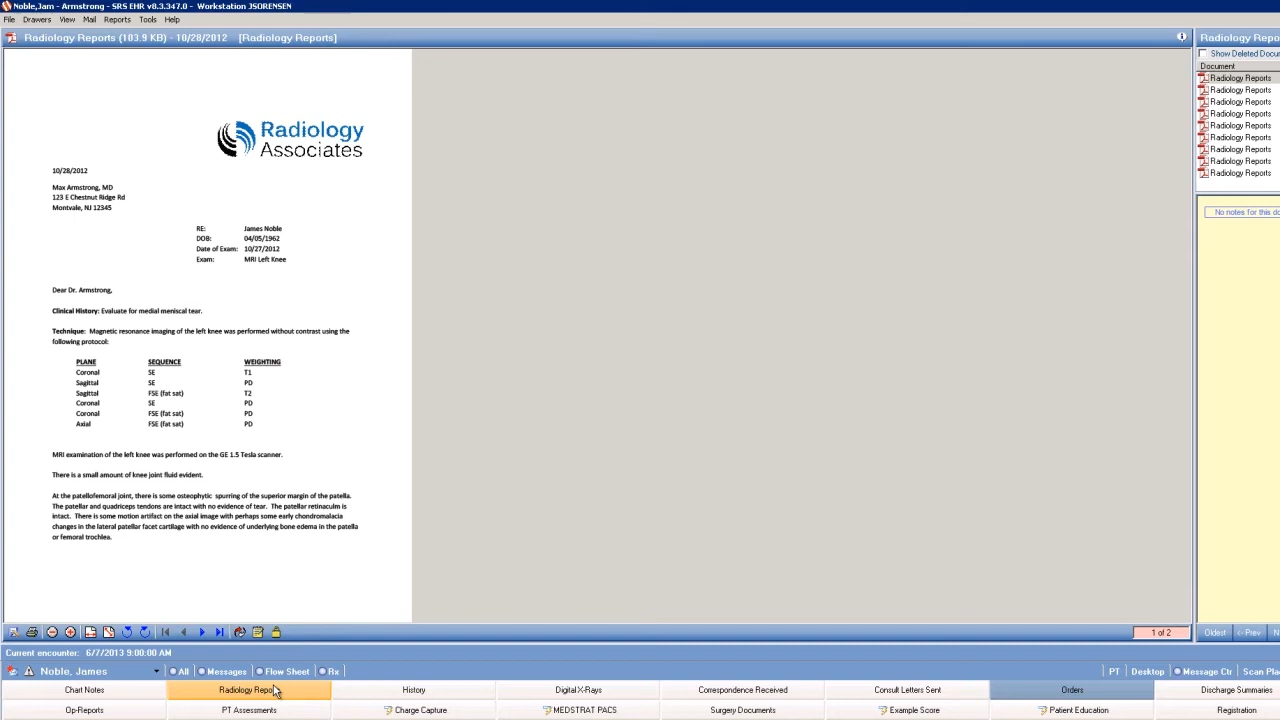 Noble,Jam - Armstrong - SRS EHR v8.3.347.0 - Workstation JSORENSEN
File Drawers View Mail Reports Tools Help
Radiology Reports (103.9 KB) - 10/28/2012 [Radiology Reports]
Radiology Repo
Show Deleted Docu
Document
Radiology Reports
Radiology Reports
Radiology Reports
Radiology Reports
Radiology Reports
Radiology Reports
Radiology Reports
Radiology Reports
Radiology Reports
No notes for this do
Radiology
Associates
10/28/2012
Max Armstrong, MD
123 E Chestnut Ridge Rd
Montvale, NJ 12345
RE: James Noble
DOB: 04/05/1962
Date of Exam: 10/27/2012
Exam: MRI Left Knee
Dear Dr. Armstrong,
Clinical History: Evaluate for medial meniscal tear.
Technique: Magnetic resonance imaging of the left knee was performed without contrast using the
following protocol:
PLANE SEQUENCE WEIGHTING
Coronal SE T1
Sagittal SE PD
Sagittal FSE (fat sat) T2
Coronal SE PD
Coronal FSE (fat sat) PD
Axial FSE (fat sat) PD
MRI examination of the left knee was performed on the GE 1.5 Tesla scanner.
There is a small amount of knee joint fluid evident.
At the patellofemoral joint, there is some osteophytic spurring of the superior margin of the patella.
The patellar and quadriceps tendons are intact with no evidence of tear. The patellar retinaculum is
intact. There is some motion artifact on the axial image with perhaps some early chondromalacia
changes in the lateral patellar facet cartilage with no evidence of underlying bone edema in the patella
or femoral trochlea.
1 of 2
Oldest <- Prev N
Current encounter: 6/7/2013 9:00:00 AM
Noble, James All Messages Flow Sheet Rx PT Desktop Message Ctr Scan Pla
Chart Notes Radiology Repor History Digital X-Rays Correspondence Received Consult Letters Sent Orders Discharge Summaries
Op-Reports PT Assessments Charge Capture MEDSTRAT PACS Surgery Documents Example Score Patient Education Registration